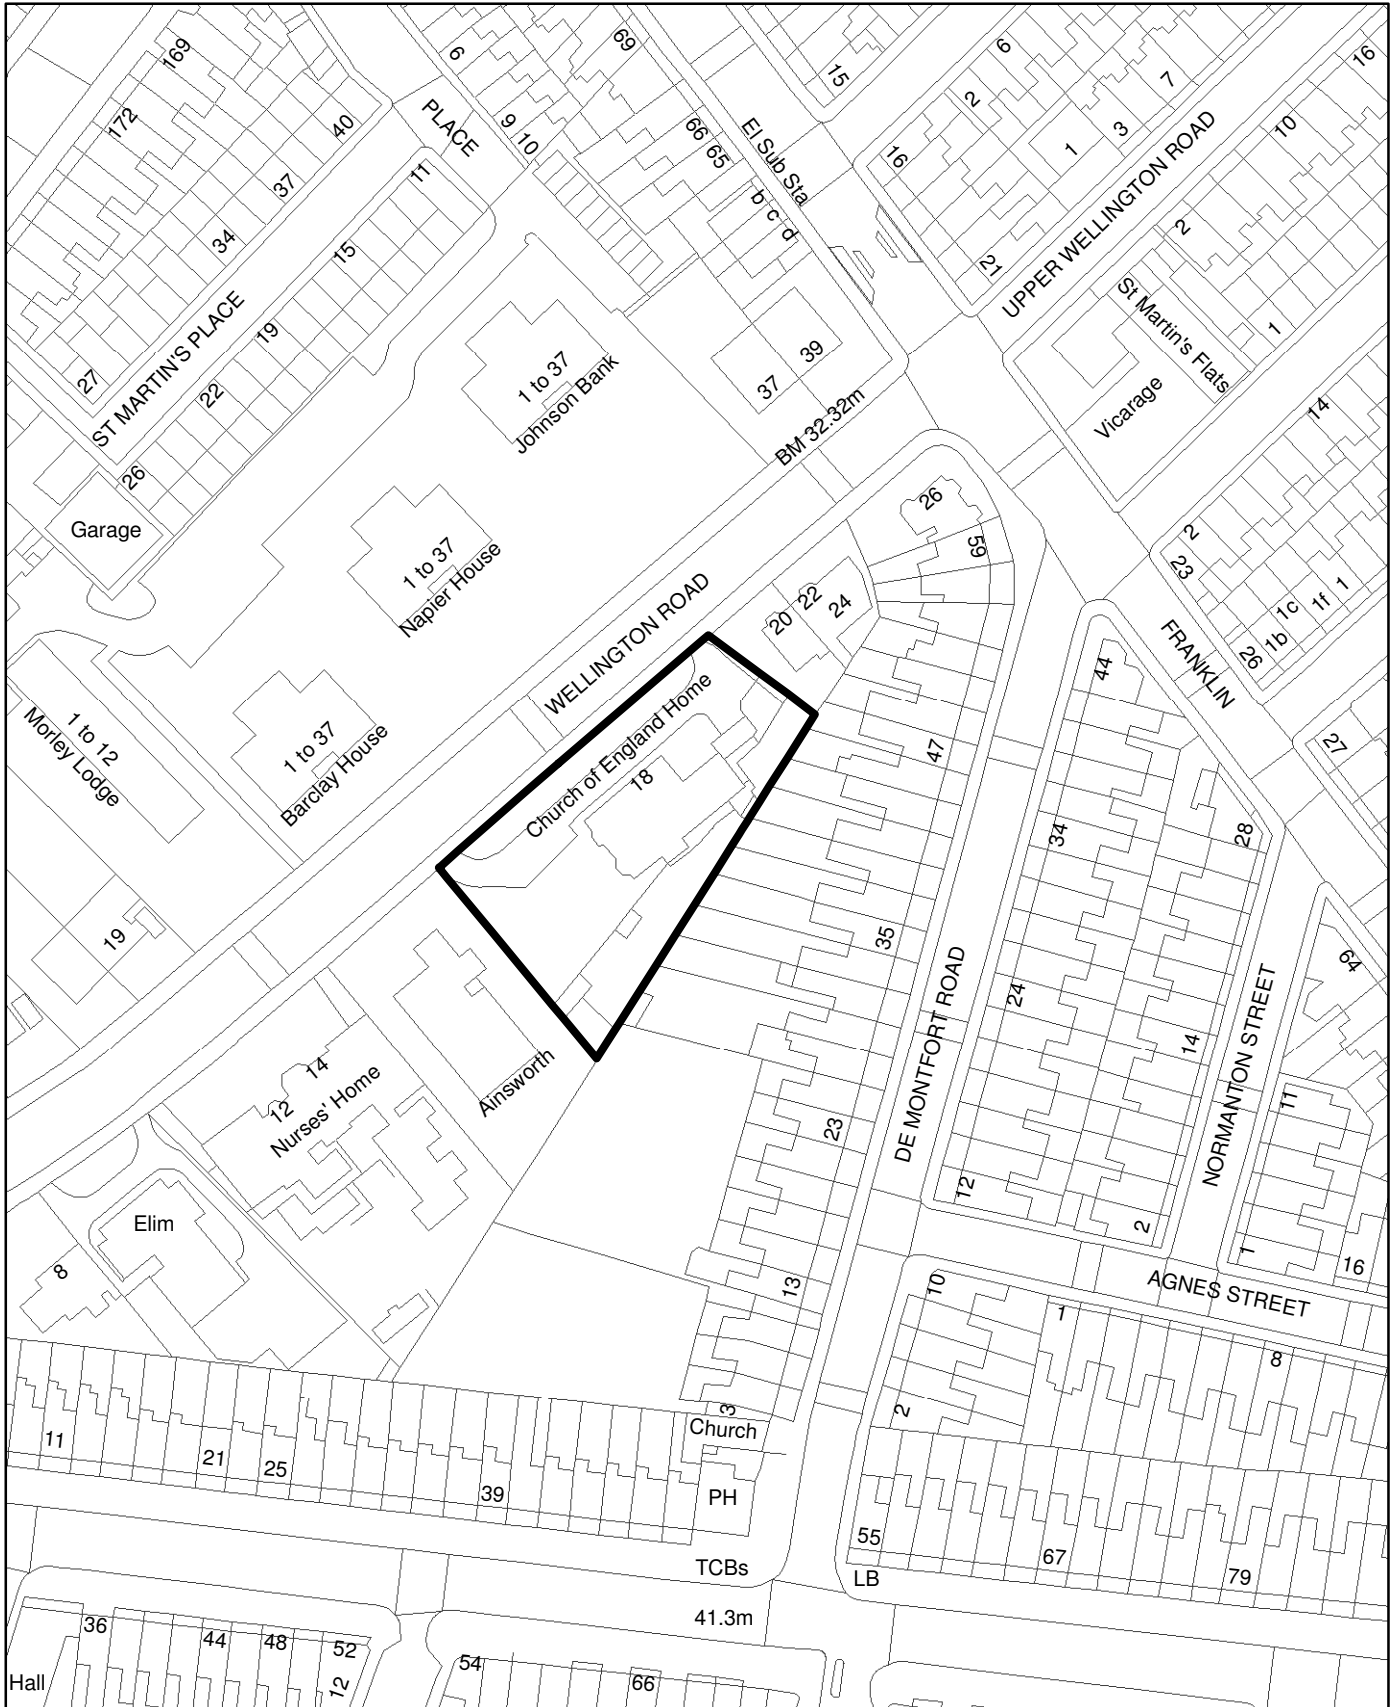 169
6
69
15
6
2
7
16
172
40
PLACE
9
10
66
65
El Sub Sta
16
1
3
10
37
11
b
c
d
UPPER WELLINGTON ROAD
34
15
21
2
St Martin's Flats
ST MARTIN'S PLACE
19
1 to 37
Johnson Bank
39
37
1
27
22
BM 32.32m
Vicarage
14
26
Garage
26
59
2
23
1 to 37
Napier House
WELLINGTON ROAD
20
22
24
1c
1f
1
1b
26
FRANKLIN
44
1 to 12
Morley Lodge
1 to 37
Barclay House
Church of England Home
18
47
27
34
28
19
35
24
64
DE MONTFORT ROAD
14
NORMANTON STREET
14
12
Nurses' Home
Ainsworth
23
11
12
2
Elim
8
13
1
16
AGNES STREET
10
1
8
2
3
Church
11
21
25
39
PH
55
67
79
TCBs
LB
41.3m
36
44
48
52
12
54
66
Hall